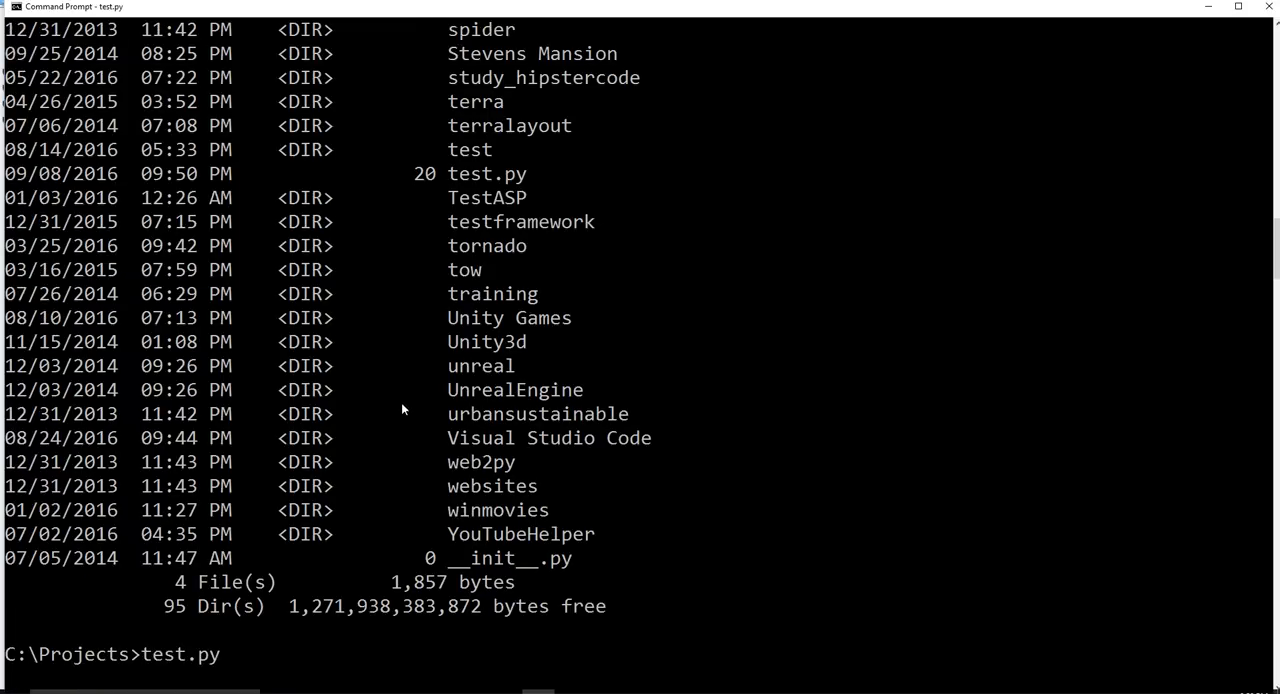 Command Prompt - test.py
12/31/2013  11:42 PM    <DIR>          spider
09/25/2014  08:25 PM    <DIR>          Stevens Mansion
05/22/2016  07:22 PM    <DIR>          study_hipstercode
04/26/2015  03:52 PM    <DIR>          terra
07/06/2014  07:08 PM    <DIR>          terralayout
08/14/2016  05:33 PM    <DIR>          test
09/08/2016  09:50 PM                20 test.py
01/03/2016  12:26 AM    <DIR>          TestASP
12/31/2015  07:15 PM    <DIR>          testframework
03/25/2016  09:42 PM    <DIR>          tornado
03/16/2015  07:59 PM    <DIR>          tow
07/26/2014  06:29 PM    <DIR>          training
08/10/2016  07:13 PM    <DIR>          Unity Games
11/15/2014  01:08 PM    <DIR>          Unity3d
12/03/2014  09:26 PM    <DIR>          unreal
12/03/2014  09:26 PM    <DIR>          UnrealEngine
12/31/2013  11:42 PM    <DIR>          urbansustainable
08/24/2016  09:44 PM    <DIR>          Visual Studio Code
12/31/2013  11:43 PM    <DIR>          web2py
12/31/2013  11:43 PM    <DIR>          websites
01/02/2016  11:27 PM    <DIR>          winmovies
07/02/2016  04:35 PM    <DIR>          YouTubeHelper
07/05/2014  11:47 AM                 0 __init__.py
               4 File(s)          1,857 bytes
              95 Dir(s)  1,271,938,383,872 bytes free
C:\Projects>test.py